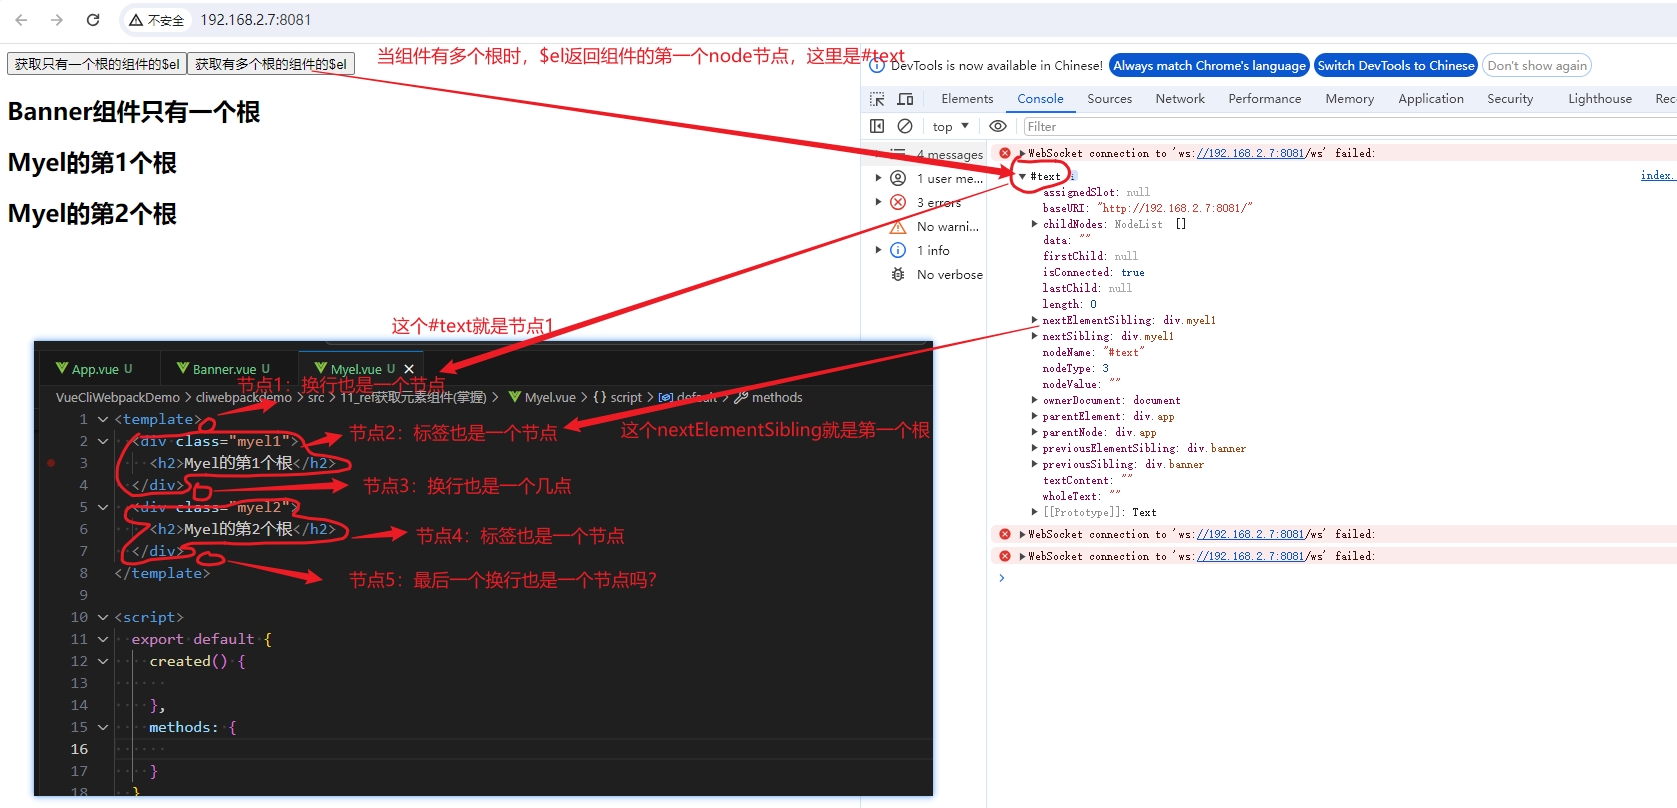 不安全 192.168.2.7:8081
获取只有一个根的组件的$el 获取有多个根的组件的$el
当组件有多个根时，$el返回组件的第一个node节点，这里是#text
Banner组件只有一个根
Myel的第1个根
Myel的第2个根
DevTools is now available in Chinese! Always match Chrome's language Switch DevTools to Chinese Don't show again
Elements Console Sources Network Performance Memory Application Security Lighthouse Rec
top Filter
4 messages
1 user me...
3 errors
No warni...
1 info
No verbose
WebSocket connection to 'ws://192.168.2.7:8081/ws' failed:
#text index.
assignedSlot: null
baseURI: "http://192.168.2.7:8081/"
childNodes: NodeList []
data: ""
firstChild: null
isConnected: true
lastChild: null
length: 0
nextElementSibling: div.myel1
nextSibling: div.myel1
nodeName: "#text"
nodeType: 3
nodeValue: ""
ownerDocument: document
parentElement: div.app
parentNode: div.app
previousElementSibling: div.banner
previousSibling: div.banner
textContent: ""
wholeText: ""
[[Prototype]]: Text
WebSocket connection to 'ws://192.168.2.7:8081/ws' failed:
WebSocket connection to 'ws://192.168.2.7:8081/ws' failed:
这个#text就是节点1
App.vue U Banner.vue U Myel.vue U
节点1：换行也是一个节点
VueCliWebpackDemo > cliwebpackdemo > src > 11_ref获取元素组件(掌握) > Myel.vue > {} script > default > methods
1 <template>
2 <div class="myel1">
节点2：标签也是一个节点
这个nextElementSibling就是第一个根
3 <h2>Myel的第1个根</h2>
4 </div>
节点3：换行也是一个几点
5 <div class="myel2">
6 <h2>Myel的第2个根</h2>
节点4：标签也是一个节点
7 </div>
8 </template>
节点5：最后一个换行也是一个节点吗？
9
10 <script>
11 export default {
12 created() {
13
14 },
15 methods: {
16
17 }
18 }